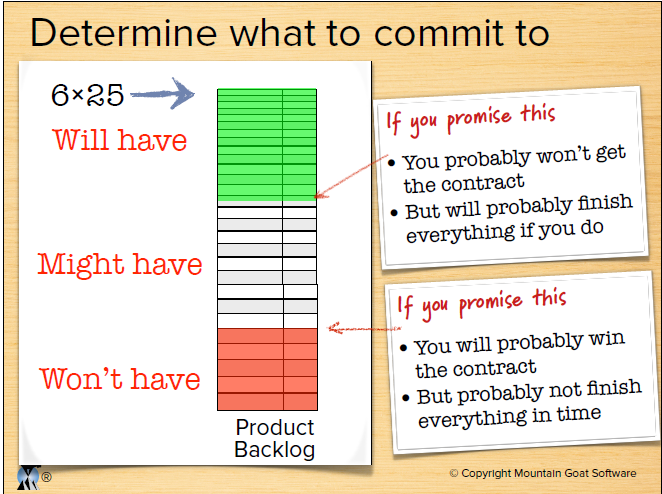 Determine what to commit to
6×25
Will have
Might have
Won't have
Product
Backlog
If you promise this
• You probably won't get
the contract
• But will probably finish
everything if you do
If you promise this
• You will probably win
the contract
• But probably not finish
everything in time
®
© Copyright Mountain Goat Software